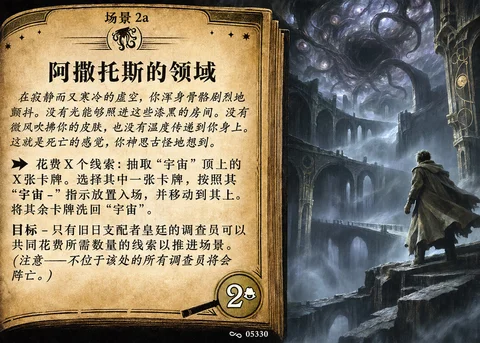 场景 2a
阿撒托斯的领域
在寂静而又寒冷的虚空，你浑身骨骼剧烈地
颤抖。没有光能够照进这些漆黑的房间。没有
微风吹拂你的皮肤，也没有温度传递到你身上。
这就是死亡的感觉，你神思古怪地想到。
花费X个线索：抽取“宇宙”顶上的
X张卡牌。选择其中一张卡牌，按照其
“宇宙－”指示放置入场，并移动到其上。
将其余卡牌洗回“宇宙”。
目标－只有旧日支配者皇廷的调查员可以
共同花费所需数量的线索以推进场景。
(注意——不位于该处的所有调查员将会
阵亡。)
2
05330